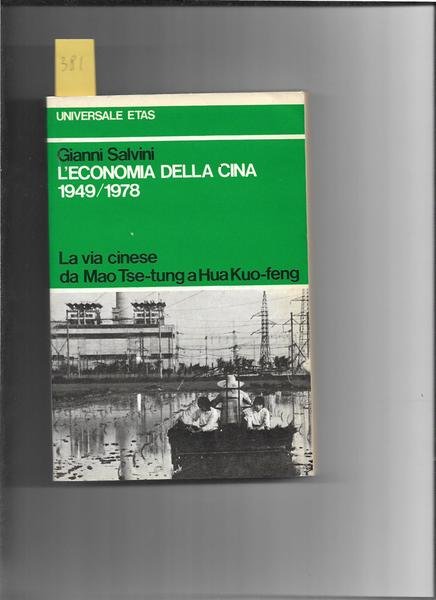 381
UNIVERSALE ETAS
Gianni Salvini
L'ECONOMIA DELLA CINA
1949/1978
La via cinese
da Mao Tse-tung a Hua Kuo-feng